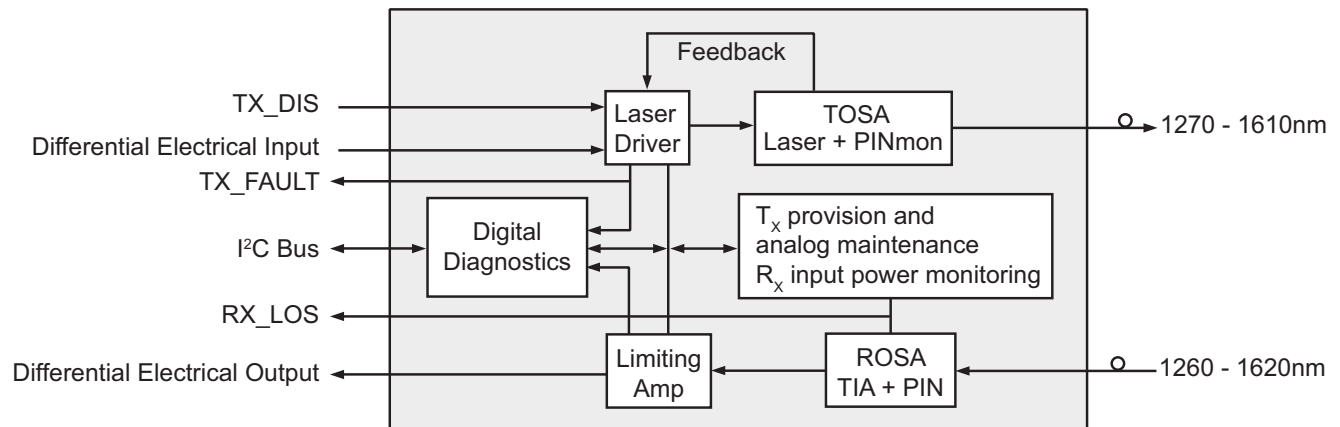 Feedback
TX_DIS
Laser
Driver
TOSA
Laser + PINmon
1270 - 1610nm
Differential Electrical Input
TX_FAULT
I²C Bus
Digital
Diagnostics
Tx provision and
analog maintenance
Rx input power monitoring
RX_LOS
Differential Electrical Output
Limiting
Amp
ROSA
TIA + PIN
1260 - 1620nm